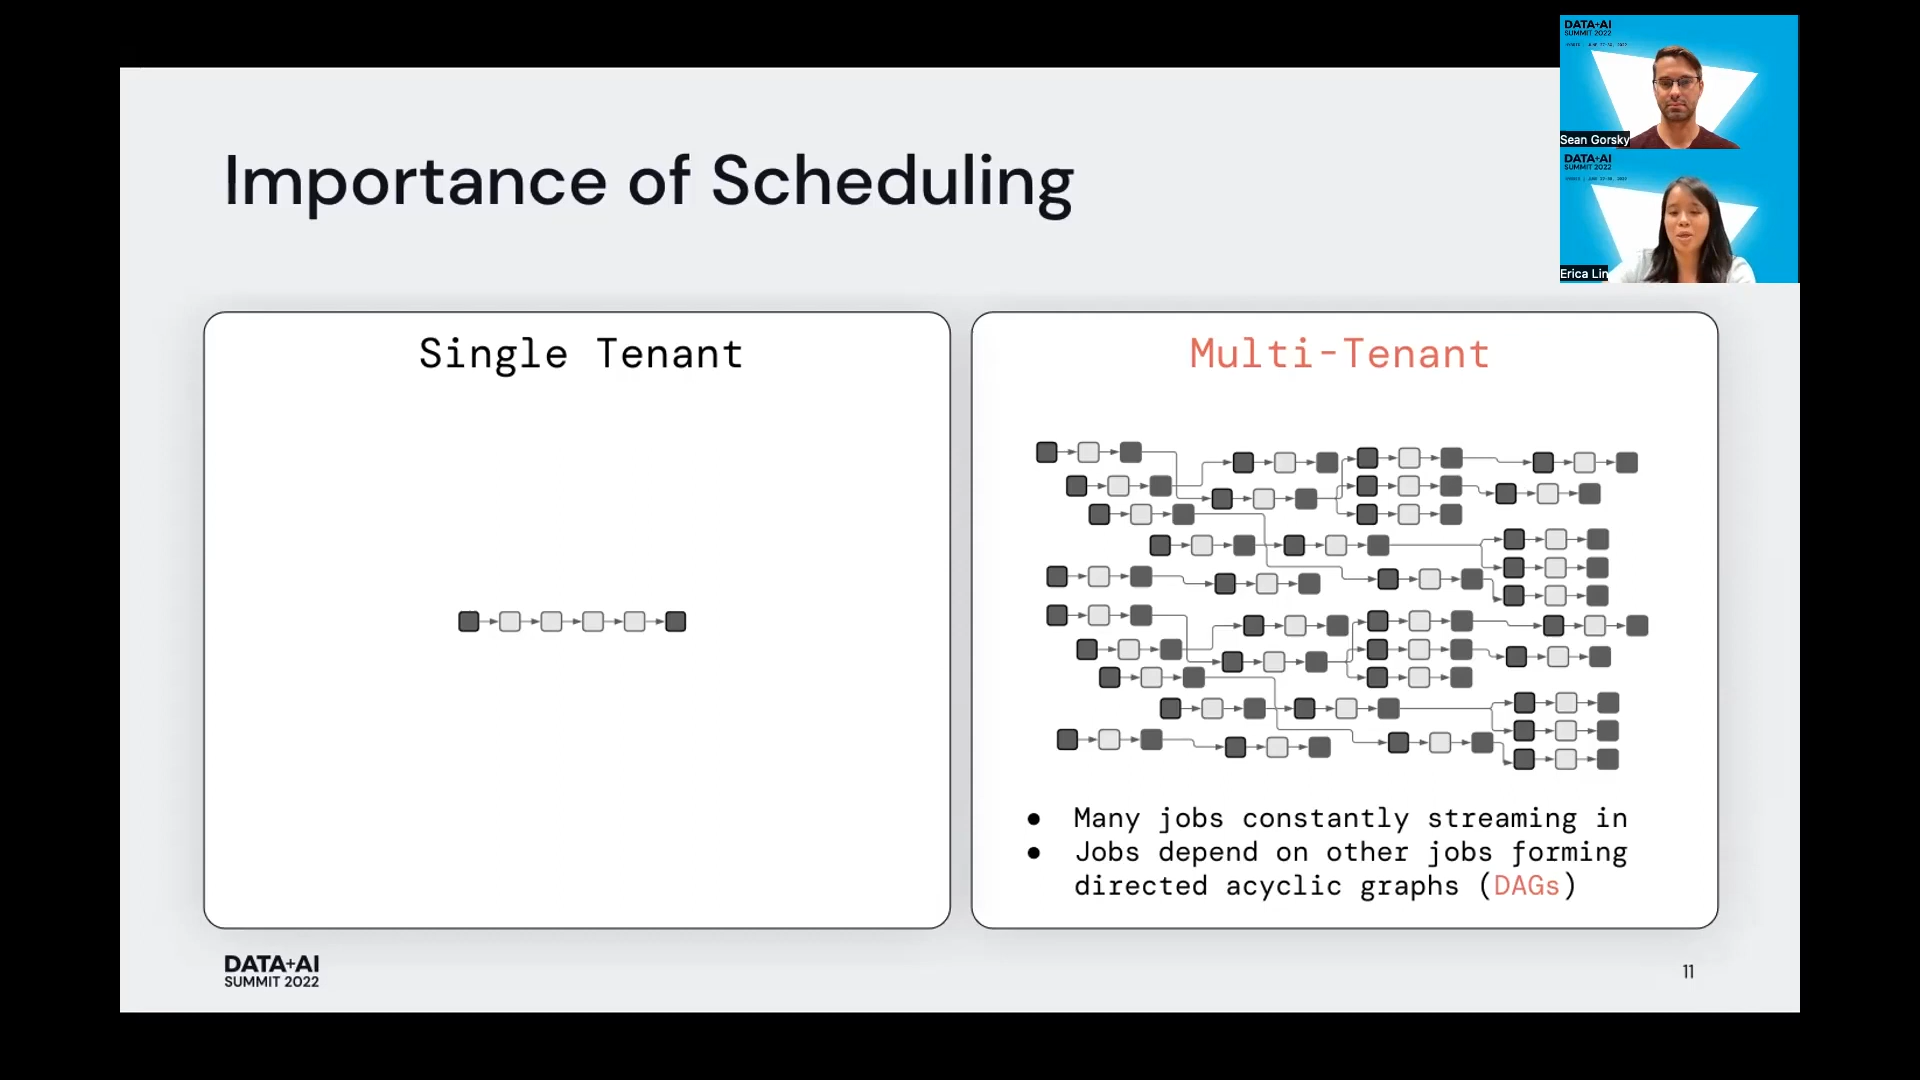 Importance of Scheduling
DATA+AI
SUMMIT 2022
Sean Gorsky
DATA+AI
SUMMIT 2022
Erica Lin
Single Tenant
Multi-Tenant
● Many jobs constantly streaming in
● Jobs depend on other jobs forming
directed acyclic graphs (DAGs)
DATA+AI
SUMMIT 2022
11